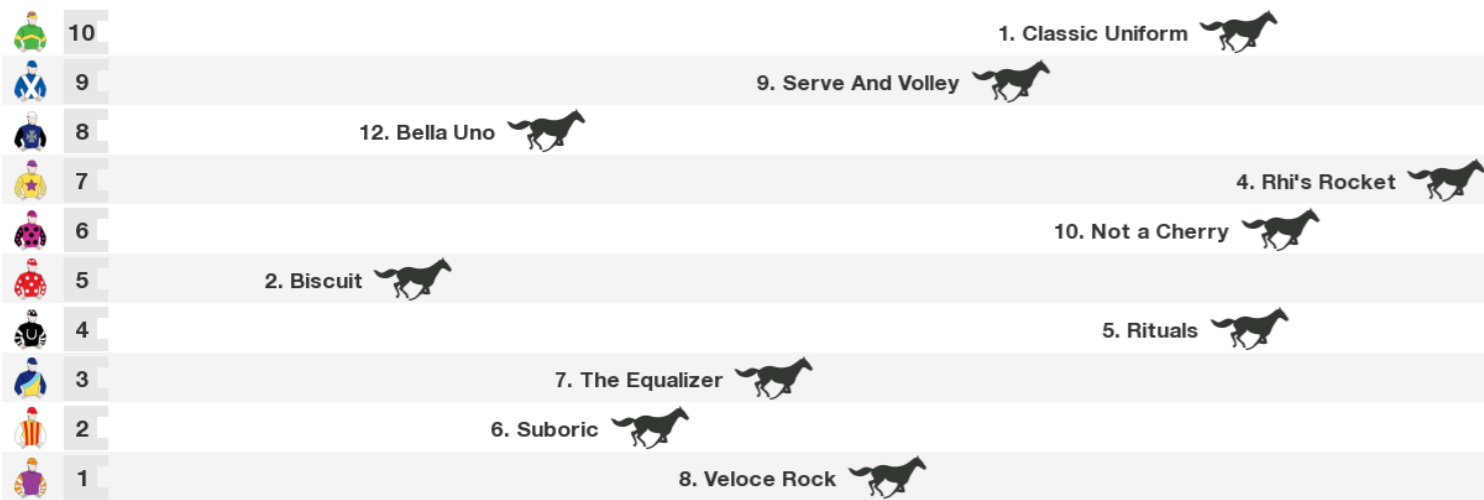 10 1. Classic Uniform
9 9. Serve And Volley
8 12. Bella Uno
7 4. Rhi's Rocket
6 10. Not a Cherry
5 2. Biscuit
4 5. Rituals
3 7. The Equalizer
2 6. Suboric
1 8. Veloce Rock